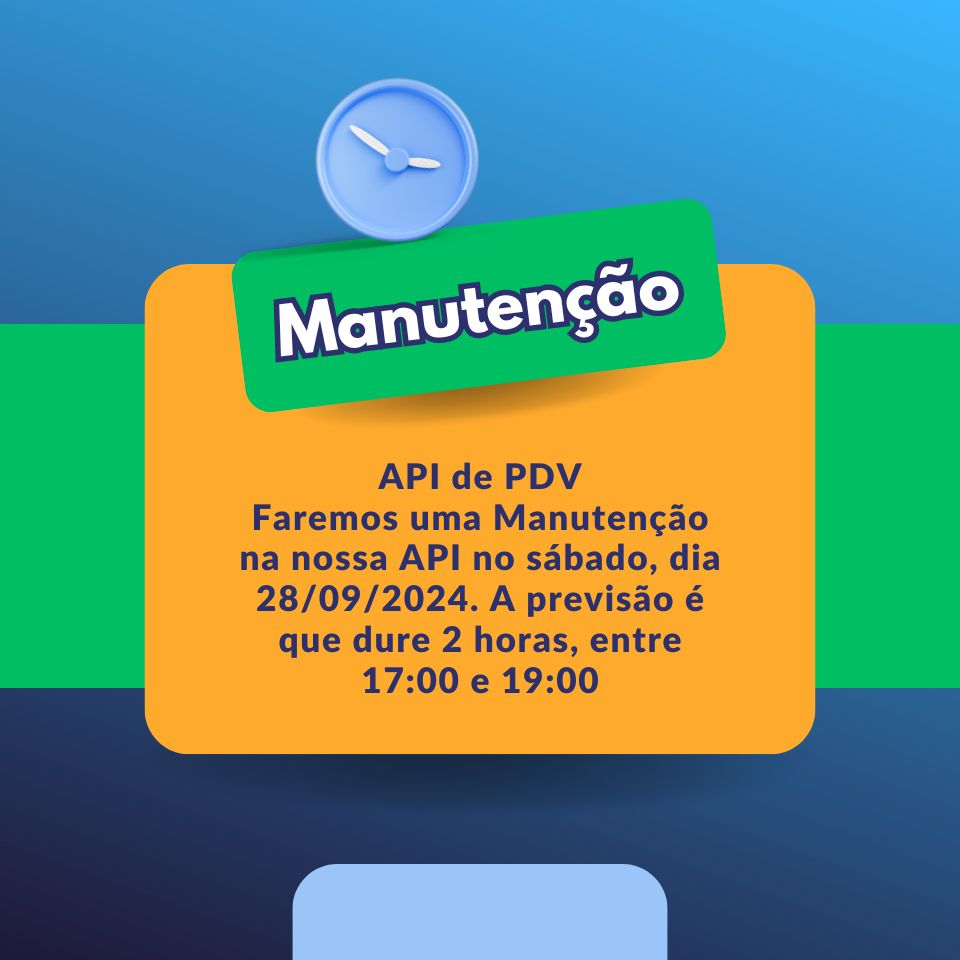 Manutenção
API de PDV
Faremos uma Manutenção
na nossa API no sábado, dia
28/09/2024. A previsão é
que dure 2 horas, entre
17:00 e 19:00